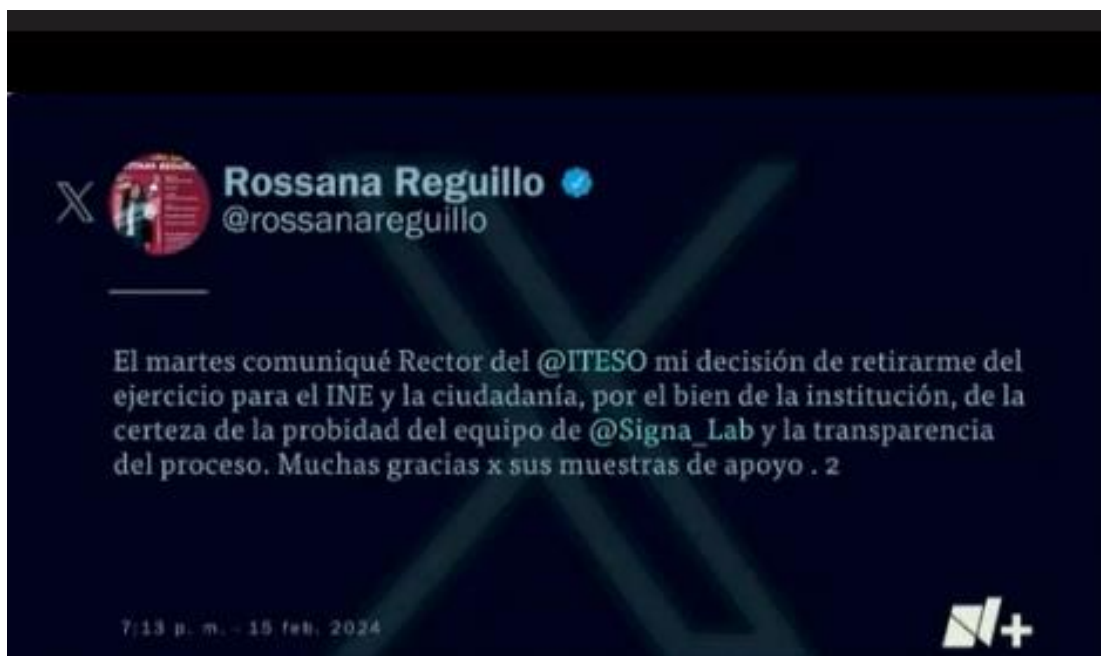 Rossana Reguillo
@rossanareguillo
El martes comuniqué Rector del @ITESO mi decisión de retirarme del
ejercicio para el INE y la ciudadanía, por el bien de la institución, de la
certeza de la probidad del equipo de @Signa_Lab y la transparencia
del proceso. Muchas gracias x sus muestras de apoyo . 2
7:13 p. m. - 15 feb. 2024
N+